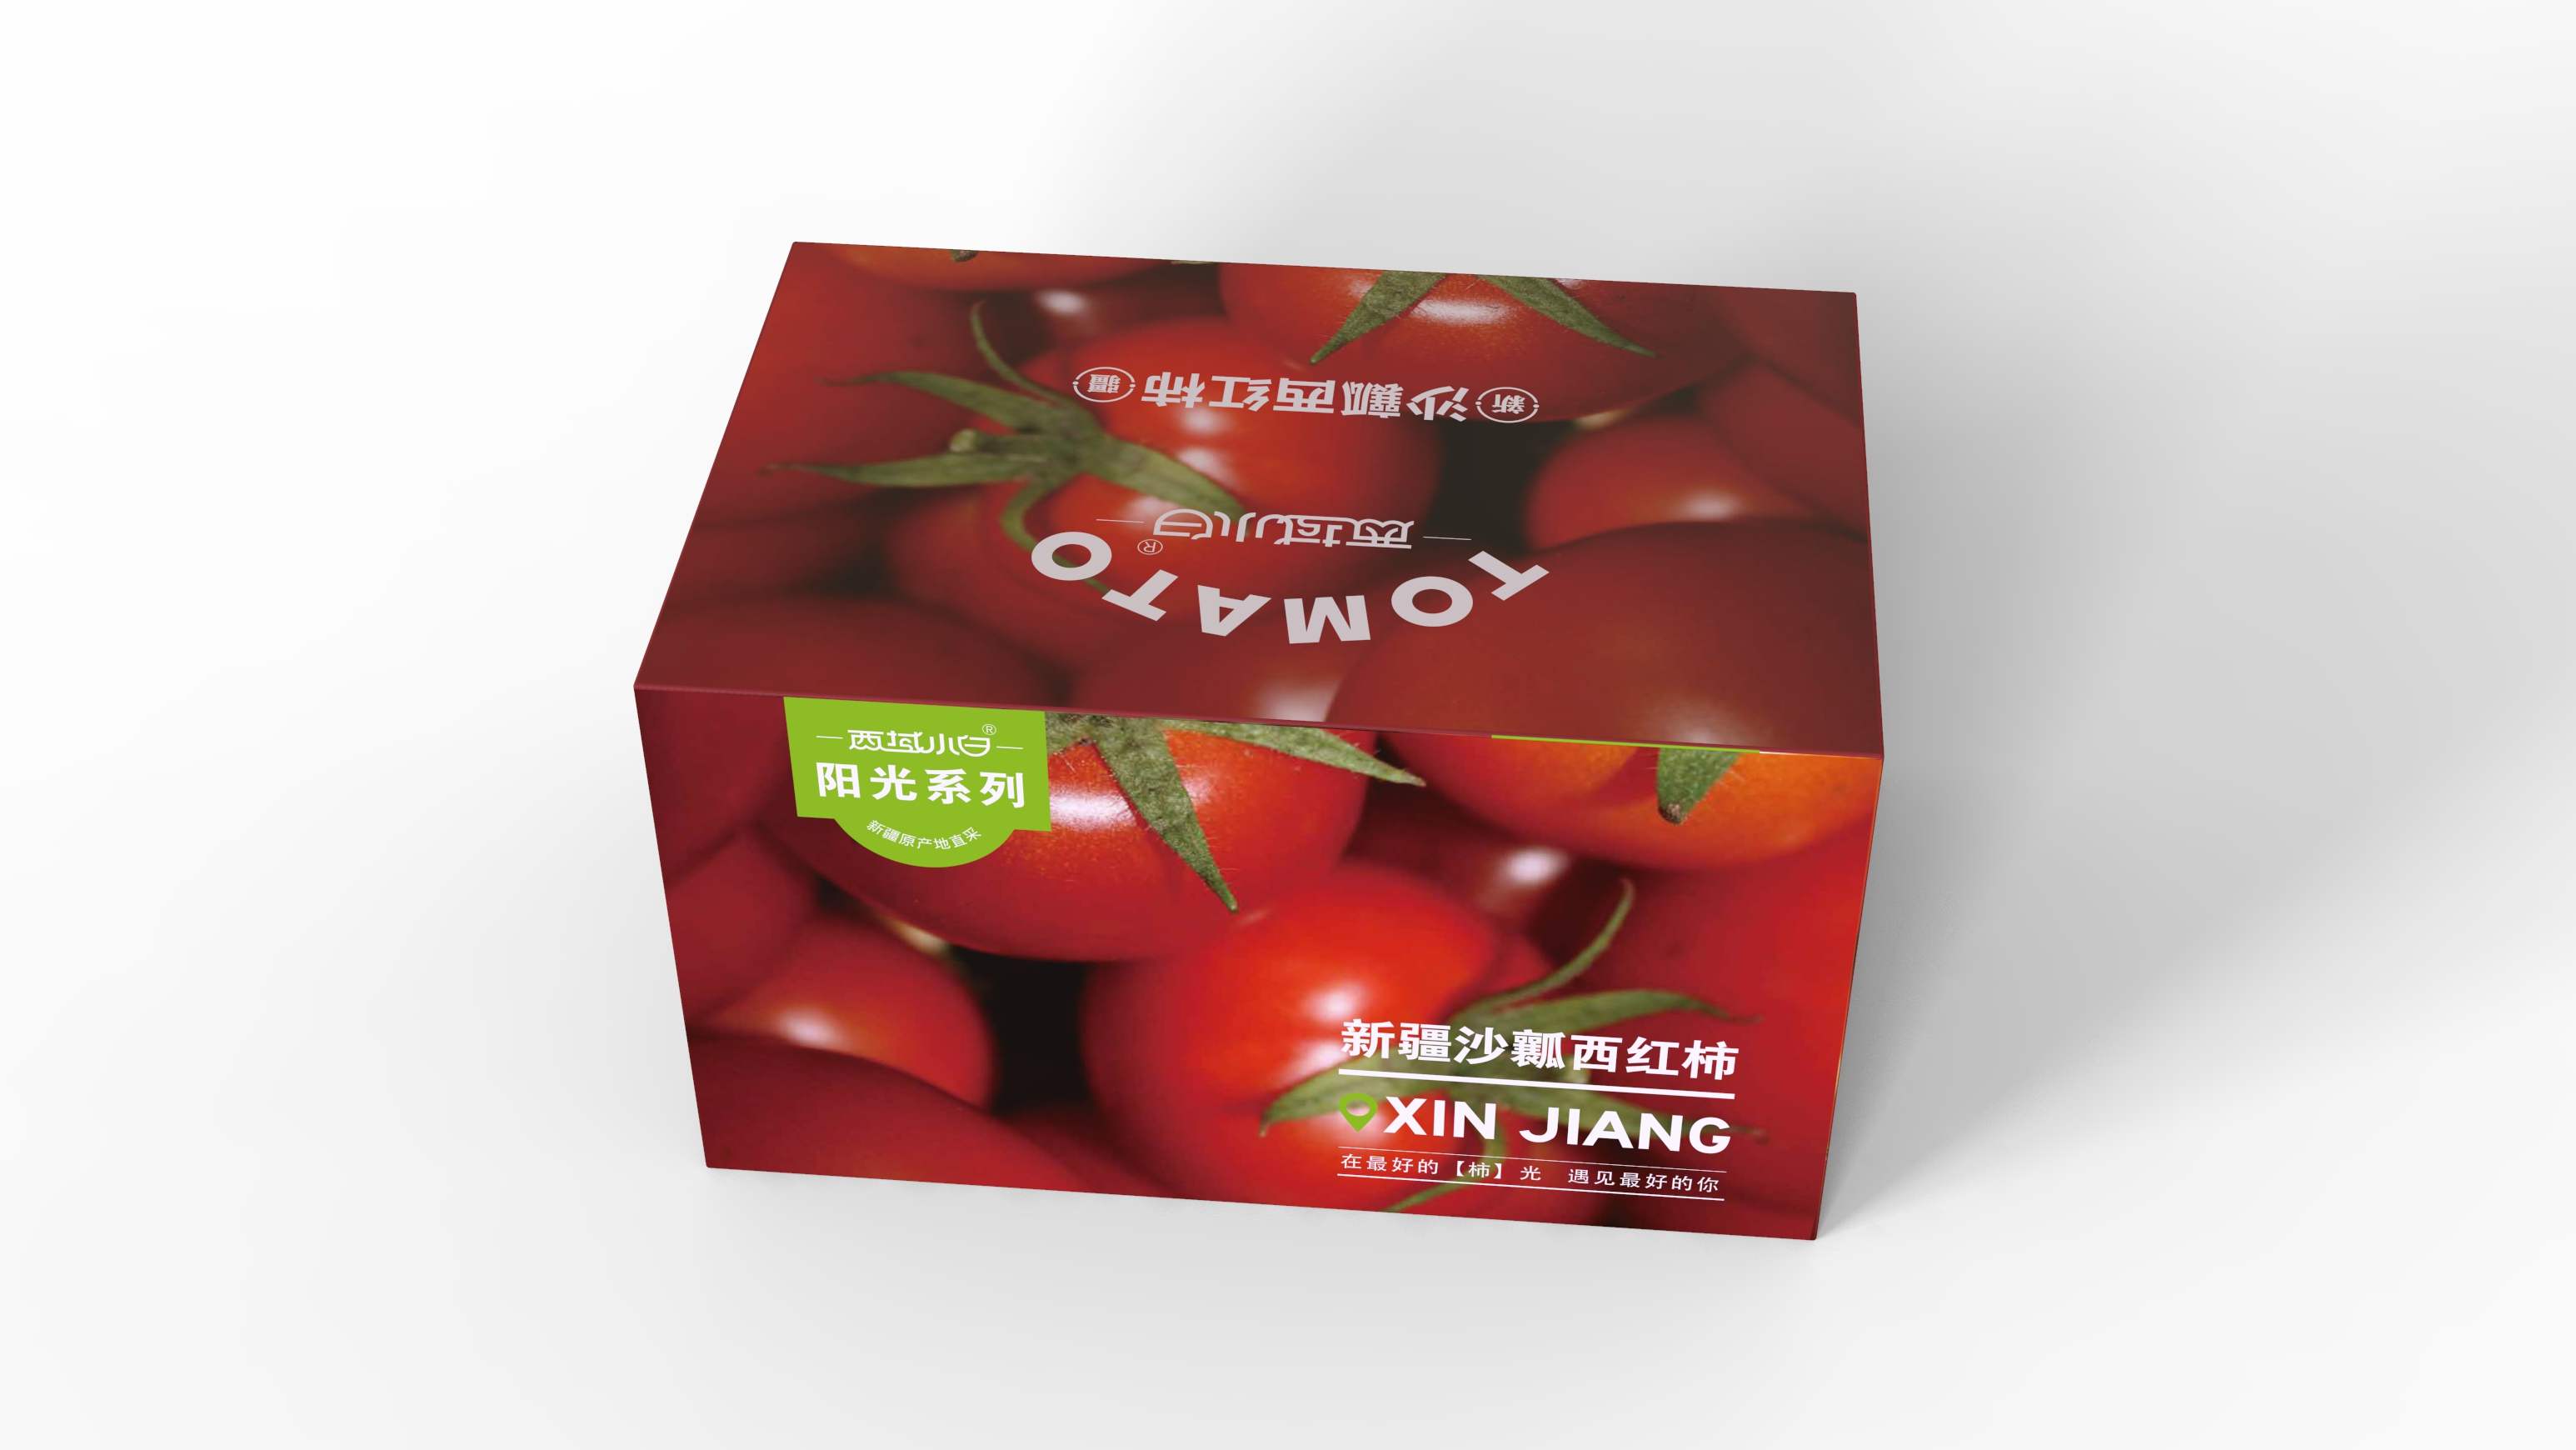 新 沙瓤西红柿 疆
西域小白®
TOMATO
西域小白®
阳光系列
新疆原产地直采
新疆沙瓤西红柿
XIN JIANG
在最好的【柿】光 遇见最好的你